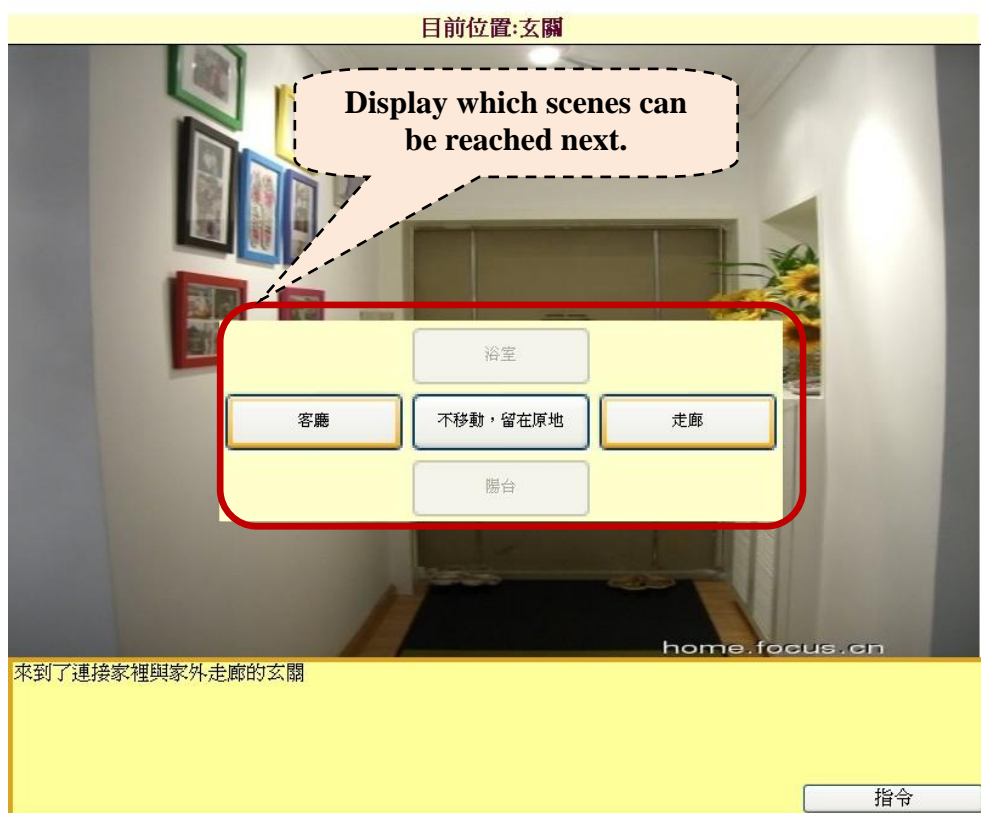 目前位置:玄關
Display which scenes can
be reached next.
浴室
客廳
不移動，留在原地
走廊
陽台
home.focus.cn
來到了連接家裡與家外走廊的玄關
指令